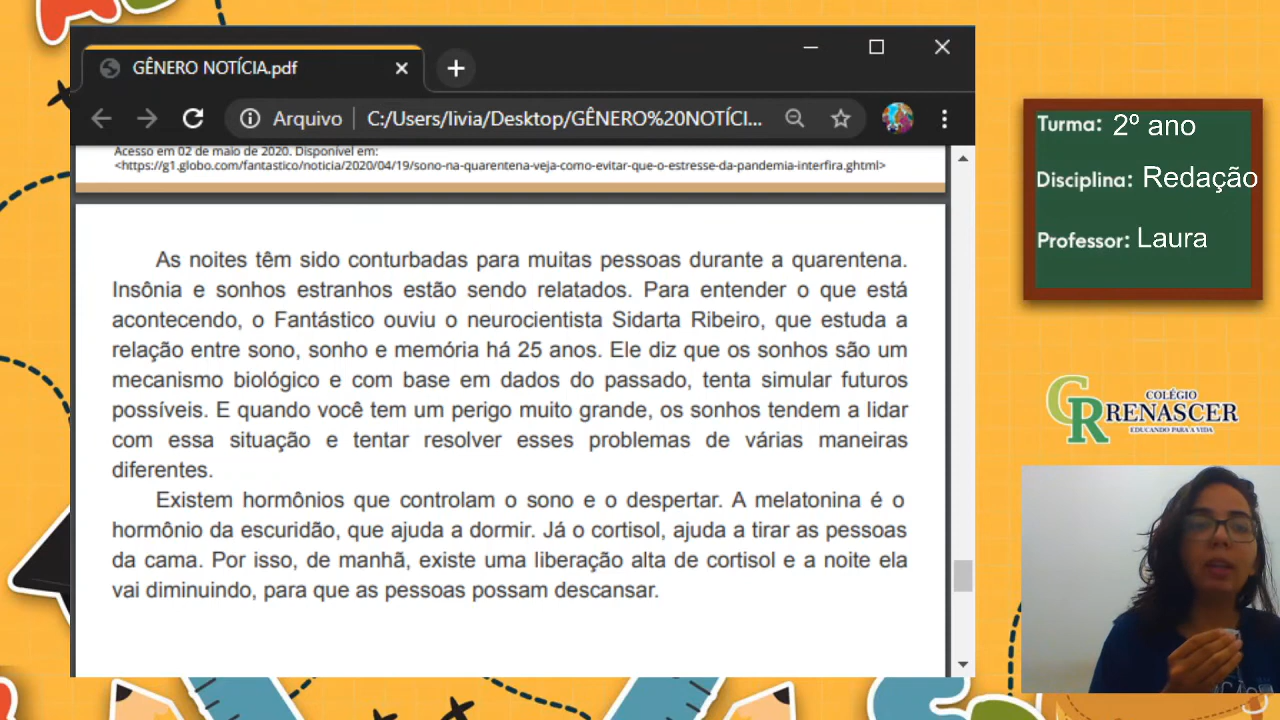 GÊNERO NOTÍCIA.pdf
Arquivo
C:/Users/livia/Desktop/GÊNERO%20NOTÍCI...
Acesso em 02 de maio de 2020. Disponível em:
<https://g1.globo.com/fantastico/noticia/2020/04/19/sono-na-quarentena-veja-como-evitar-que-o-estresse-da-pandemia-interfira.ghtml>
As noites têm sido conturbadas para muitas pessoas durante a quarentena.
Insônia e sonhos estranhos estão sendo relatados. Para entender o que está
acontecendo, o Fantástico ouviu o neurocientista Sidarta Ribeiro, que estuda a
relação entre sono, sonho e memória há 25 anos. Ele diz que os sonhos são um
mecanismo biológico e com base em dados do passado, tenta simular futuros
possíveis. E quando você tem um perigo muito grande, os sonhos tendem a lidar
com essa situação e tentar resolver esses problemas de várias maneiras
diferentes.
Existem hormônios que controlam o sono e o despertar. A melatonina é o
hormônio da escuridão, que ajuda a dormir. Já o cortisol, ajuda a tirar as pessoas
da cama. Por isso, de manhã, existe uma liberação alta de cortisol e a noite ela
vai diminuindo, para que as pessoas possam descansar.
Turma: 2º ano
Disciplina: Redação
Professor: Laura
CR
COLÉGIO
RENASCER
EDUCANDO PARA A VIDA